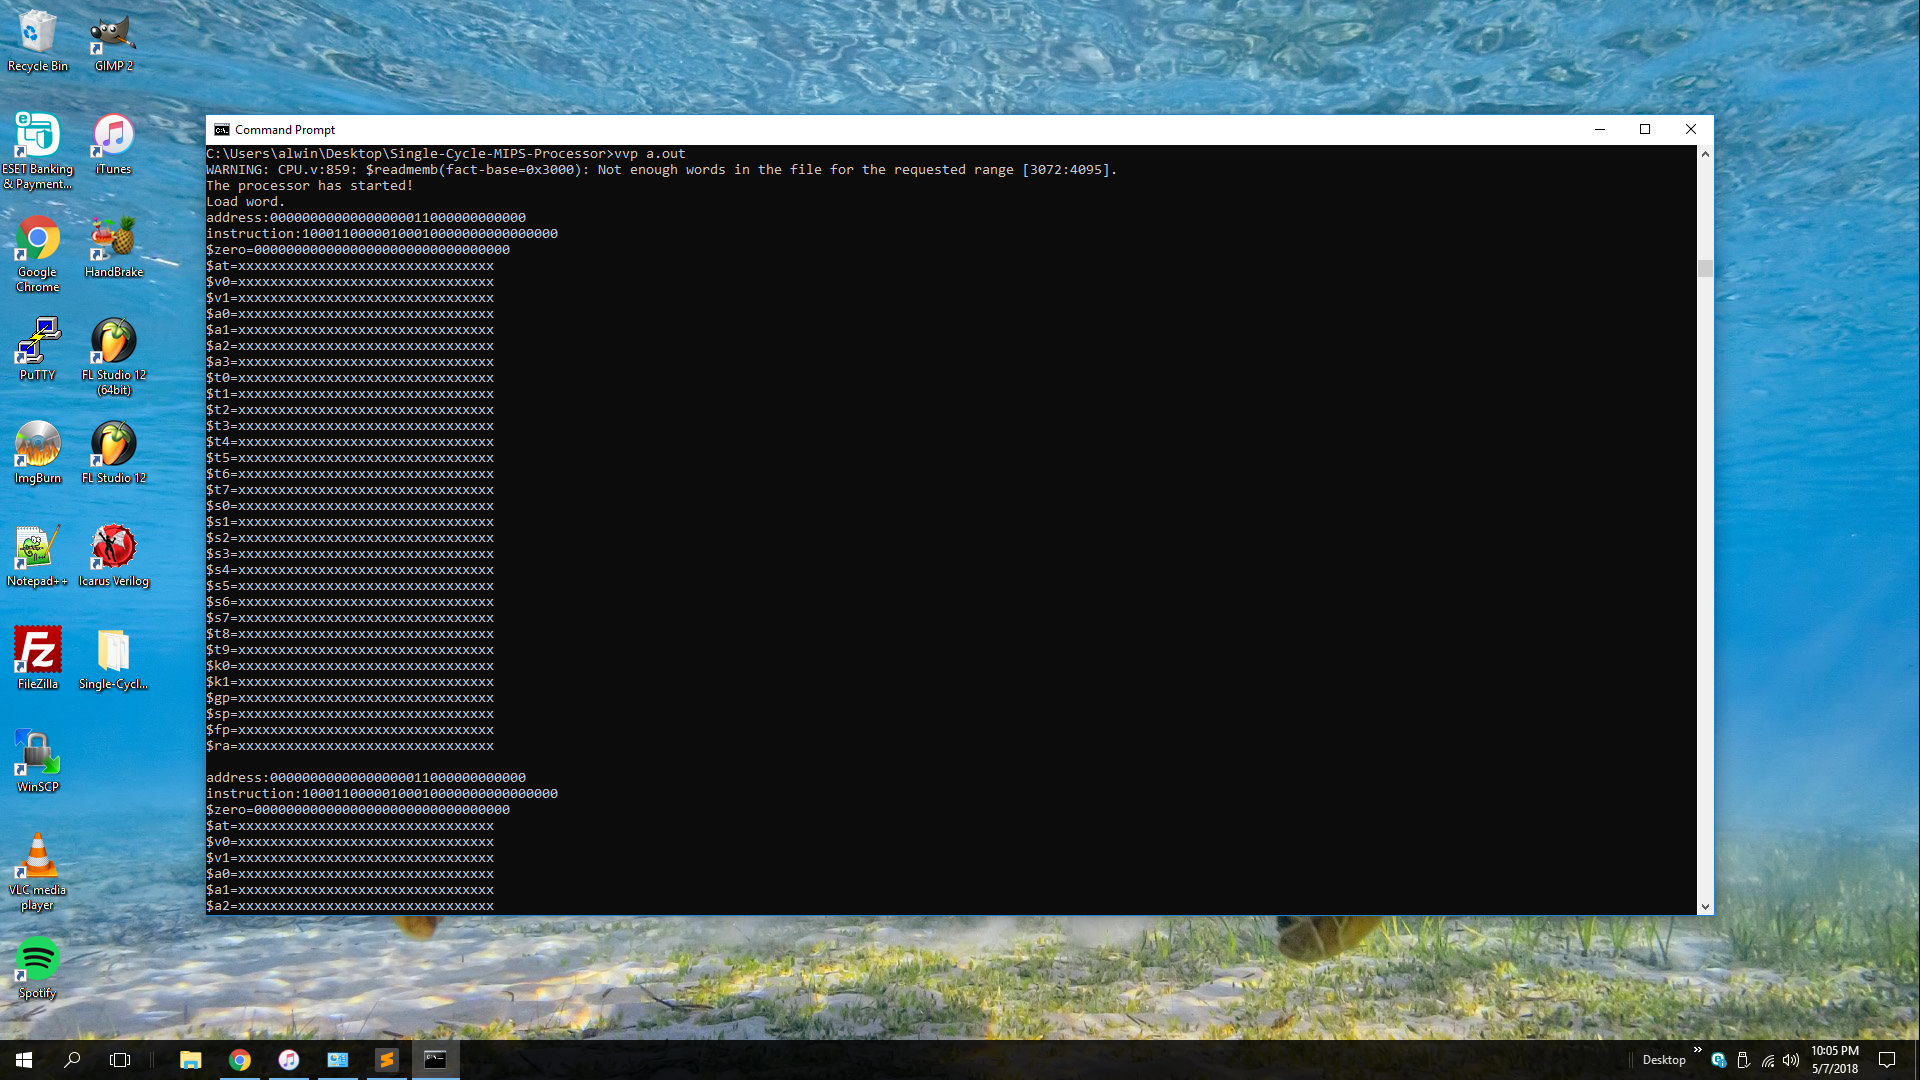 Recycle Bin
GIMP 2
ESET Banking
& Payment...
iTunes
Google
Chrome
HandBrake
PuTTY
FL Studio 12
(64bit)
ImgBurn
FL Studio 12
Notepad++
Icarus Verilog
FileZilla
Single-Cycl...
WinSCP
VLC media
player
Spotify
Command Prompt
C:\Users\alwin\Desktop\Single-Cycle-MIPS-Processor>vvp a.out
WARNING: CPU.v:859: $readmemb(fact-base=0x3000): Not enough words in the file for the requested range [3072:4095].
The processor has started!
Load word.
address:00000000000000000011000000000000
instruction:10001100000100010000000000000000
$zero=00000000000000000000000000000000
$at=xxxxxxxxxxxxxxxxxxxxxxxxxxxxxxxx
$v0=xxxxxxxxxxxxxxxxxxxxxxxxxxxxxxxx
$v1=xxxxxxxxxxxxxxxxxxxxxxxxxxxxxxxx
$a0=xxxxxxxxxxxxxxxxxxxxxxxxxxxxxxxx
$a1=xxxxxxxxxxxxxxxxxxxxxxxxxxxxxxxx
$a2=xxxxxxxxxxxxxxxxxxxxxxxxxxxxxxxx
$a3=xxxxxxxxxxxxxxxxxxxxxxxxxxxxxxxx
$t0=xxxxxxxxxxxxxxxxxxxxxxxxxxxxxxxx
$t1=xxxxxxxxxxxxxxxxxxxxxxxxxxxxxxxx
$t2=xxxxxxxxxxxxxxxxxxxxxxxxxxxxxxxx
$t3=xxxxxxxxxxxxxxxxxxxxxxxxxxxxxxxx
$t4=xxxxxxxxxxxxxxxxxxxxxxxxxxxxxxxx
$t5=xxxxxxxxxxxxxxxxxxxxxxxxxxxxxxxx
$t6=xxxxxxxxxxxxxxxxxxxxxxxxxxxxxxxx
$t7=xxxxxxxxxxxxxxxxxxxxxxxxxxxxxxxx
$s0=xxxxxxxxxxxxxxxxxxxxxxxxxxxxxxxx
$s1=xxxxxxxxxxxxxxxxxxxxxxxxxxxxxxxx
$s2=xxxxxxxxxxxxxxxxxxxxxxxxxxxxxxxx
$s3=xxxxxxxxxxxxxxxxxxxxxxxxxxxxxxxx
$s4=xxxxxxxxxxxxxxxxxxxxxxxxxxxxxxxx
$s5=xxxxxxxxxxxxxxxxxxxxxxxxxxxxxxxx
$s6=xxxxxxxxxxxxxxxxxxxxxxxxxxxxxxxx
$s7=xxxxxxxxxxxxxxxxxxxxxxxxxxxxxxxx
$t8=xxxxxxxxxxxxxxxxxxxxxxxxxxxxxxxx
$t9=xxxxxxxxxxxxxxxxxxxxxxxxxxxxxxxx
$k0=xxxxxxxxxxxxxxxxxxxxxxxxxxxxxxxx
$k1=xxxxxxxxxxxxxxxxxxxxxxxxxxxxxxxx
$gp=xxxxxxxxxxxxxxxxxxxxxxxxxxxxxxxx
$sp=xxxxxxxxxxxxxxxxxxxxxxxxxxxxxxxx
$fp=xxxxxxxxxxxxxxxxxxxxxxxxxxxxxxxx
$ra=xxxxxxxxxxxxxxxxxxxxxxxxxxxxxxxx
address:00000000000000000011000000000000
instruction:10001100000100010000000000000000
$zero=00000000000000000000000000000000
$at=xxxxxxxxxxxxxxxxxxxxxxxxxxxxxxxx
$v0=xxxxxxxxxxxxxxxxxxxxxxxxxxxxxxxx
$v1=xxxxxxxxxxxxxxxxxxxxxxxxxxxxxxxx
$a0=xxxxxxxxxxxxxxxxxxxxxxxxxxxxxxxx
$a1=xxxxxxxxxxxxxxxxxxxxxxxxxxxxxxxx
$a2=xxxxxxxxxxxxxxxxxxxxxxxxxxxxxxxx
Desktop
10:05 PM
5/7/2018